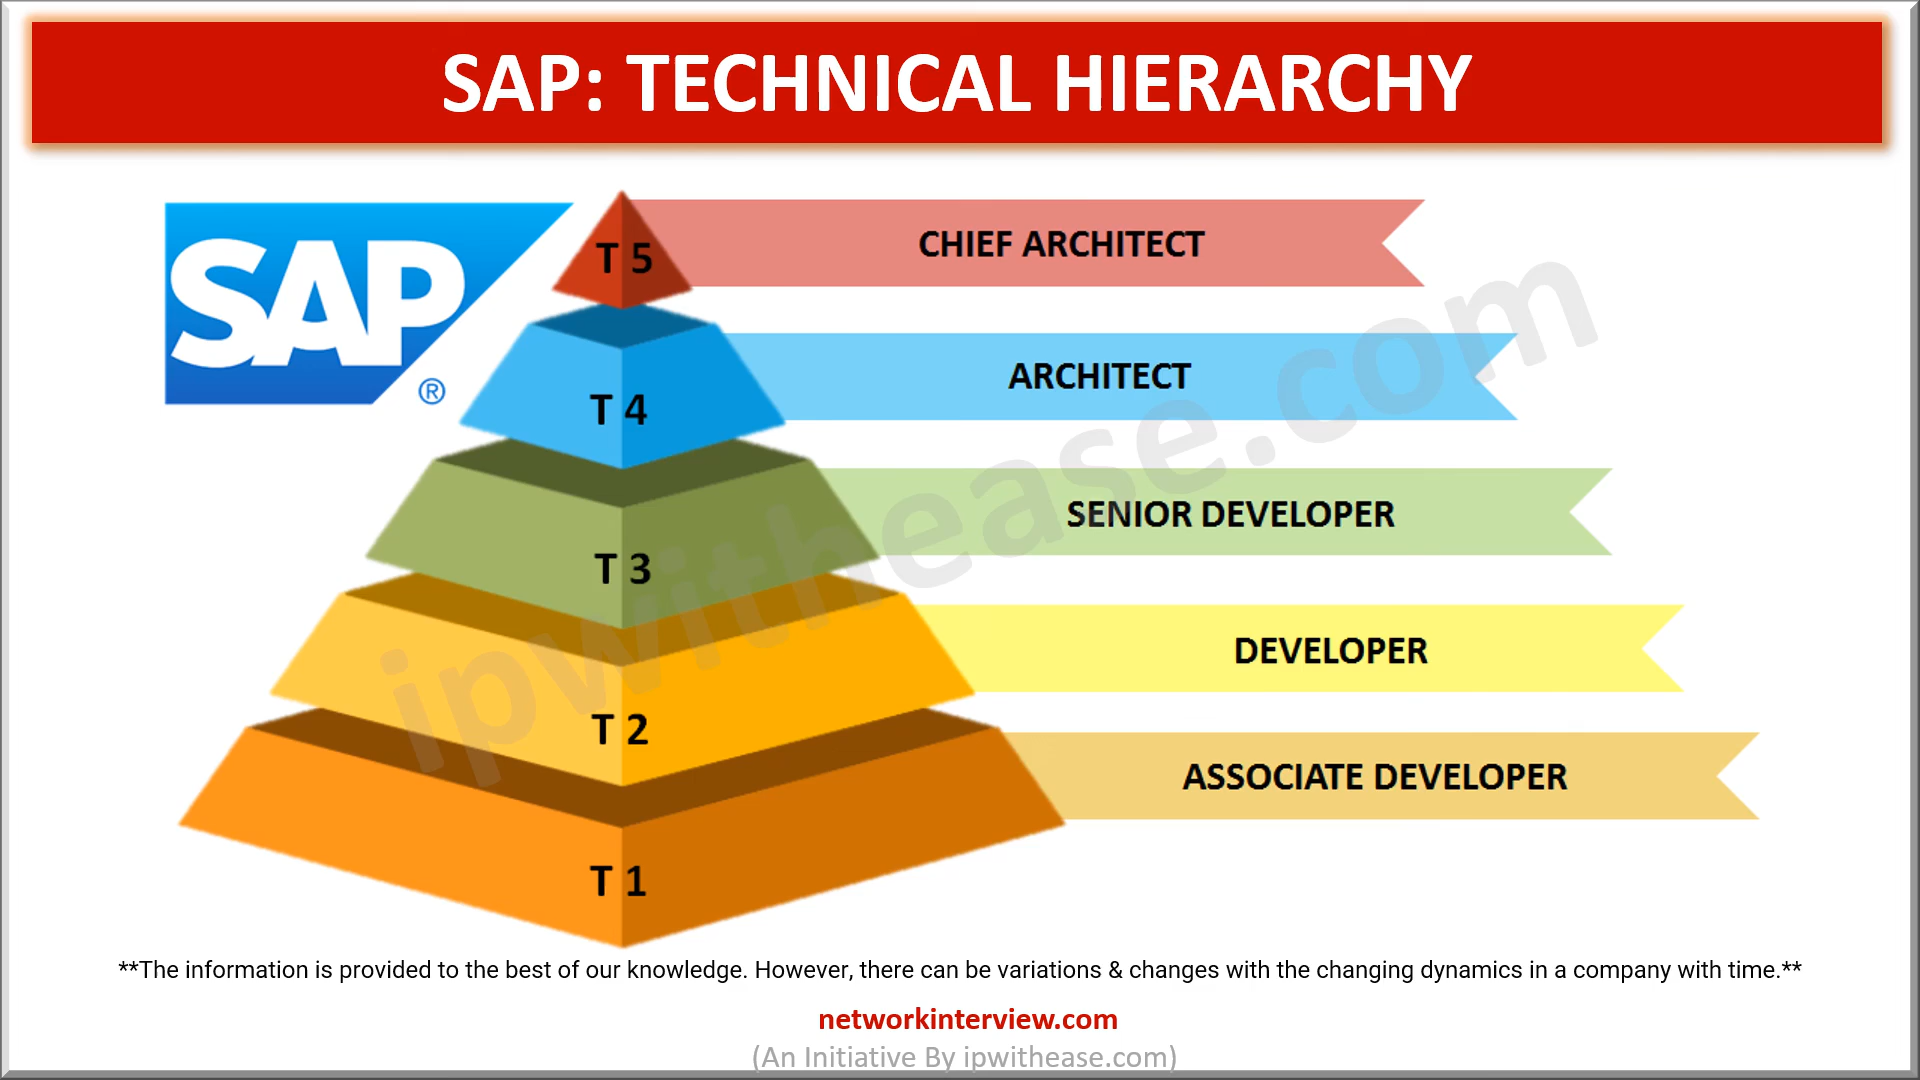 SAP: TECHNICAL HIERARCHY
SAP
®
T 5
CHIEF ARCHITECT
T 4
ARCHITECT
T 3
SENIOR DEVELOPER
T 2
DEVELOPER
T 1
ASSOCIATE DEVELOPER
ipwithease.com
**The information is provided to the best of our knowledge. However, there can be variations & changes with the changing dynamics in a company with time.**
networkinterview.com
(An Initiative By ipwithease.com)